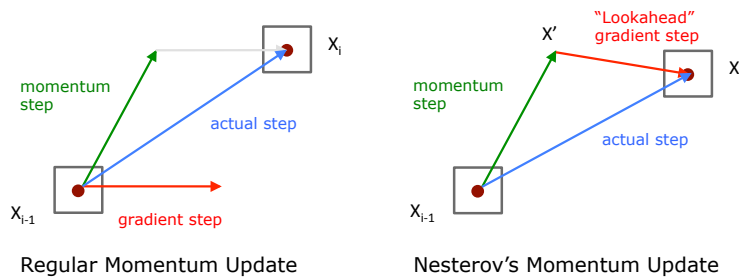 X_i
momentum
step
actual step
X_{i-1}
gradient step
Regular Momentum Update
"Lookahead"
gradient step
X'
X
momentum
step
actual step
X_{i-1}
Nesterov's Momentum Update